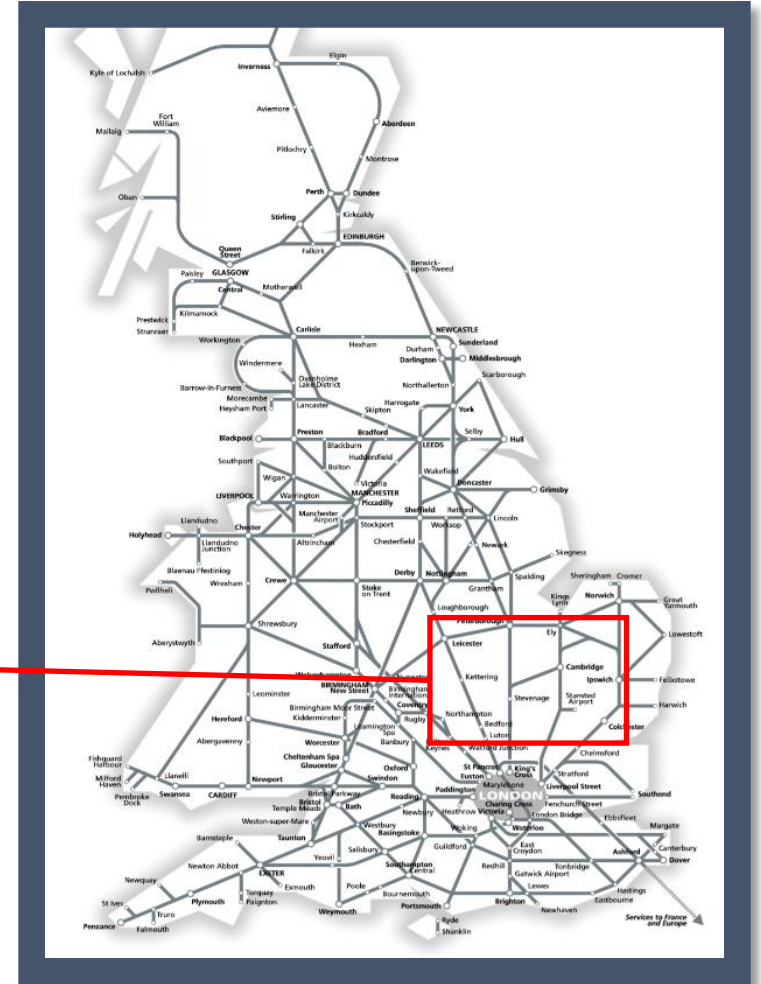 Elgin
Inverness
Kyle of Lochalsh
Aviemore
Fort
William
Aberdeen
Mallaig
Pitlochry
Montrose
Perth
Dundee
Oban
Stirling
Kirkcaldy
EDINBURGH
Queen
Street
Falkirk
Berwick-
upon-Tweed
Paisley
GLASGOW
Central
Motherwell
Prestwick
Kilmarnock
Stranraer
Carlisle
NEWCASTLE
Workington
Hexham
Sunderland
Durham
Darlington
Middlesbrough
Windermere
Scarborough
Oxenholme
Lake District
Barrow-in-Furness
Northallerton
Morecambe
Heysham Port
Lancaster
Harrogate
York
Skipton
Blackpool
Preston
Bradford
LEEDS
Selby
Hull
Blackburn
Huddersfield
Southport
Bolton
Wakefield
Wigan
Victoria
Doncaster
MANCHESTER
Piccadilly
LIVERPOOL
Warrington
Grimsby
Manchester
Airport
Sheffield
Retford
Llandudno
Chester
Stockport
Worksop
Lincoln
Holyhead
Llandudno
Junction
Altrincham
Chesterfield
Newark
Skegness
Blaenau Ffestiniog
Derby
Nottingham
Spalding
Sheringham
Cromer
Pwllheli
Wrexham
Crewe
Stoke
on Trent
Grantham
Kings
Lynn
Norwich
Great
Yarmouth
Loughborough
Shrewsbury
Peterborough
Ely
Lowestoft
Aberystwyth
Stafford
Leicester
Cambridge
Wolverhampton
Kettering
Ipswich
Felixstowe
BIRMINGHAM
New Street
Birmingham
International
Leominster
Stevenage
Stansted
Airport
Coventry
Harwich
Birmingham Moor Street
Kidderminster
Rugby
Northampton
Hereford
Leamington
Spa
Bedford
Colchester
Abergavenny
Worcester
Banbury
Keynes
Luton
Watford Junction
Chelmsford
Cheltenham Spa
Gloucester
Oxford
St Pancras
King's
Cross
Fishguard
Harbour
Euston
Stratford
Milford
Haven
Llanelli
Newport
Swindon
Marylebone
Liverpool Street
Pembroke
Dock
Swansea
CARDIFF
Bristol Parkway
Reading
Paddington
LONDON
Southend
Bristol
Temple Meads
Bath
Charing Cross
Fenchurch Street
Newbury
Heathrow
Victoria
London Bridge
Ebbsfleet
Weston-super-Mare
Westbury
Waterloo
Margate
Barnstaple
Taunton
Basingstoke
Woking
Salisbury
Guildford
East
Croydon
Canterbury
Ashford
Dover
Newton Abbot
Yeovil
Southampton
Central
Redhill
Tonbridge
Gatwick Airport
EXETER
Newquay
Exmouth
Poole
Lewes
Hastings
St Ives
Plymouth
Torquay
Paignton
Bournemouth
Eastbourne
Truro
Weymouth
Portsmouth
Brighton
Newhaven
Penzance
Falmouth
Ryde
Shanklin
Services to France
and Europe